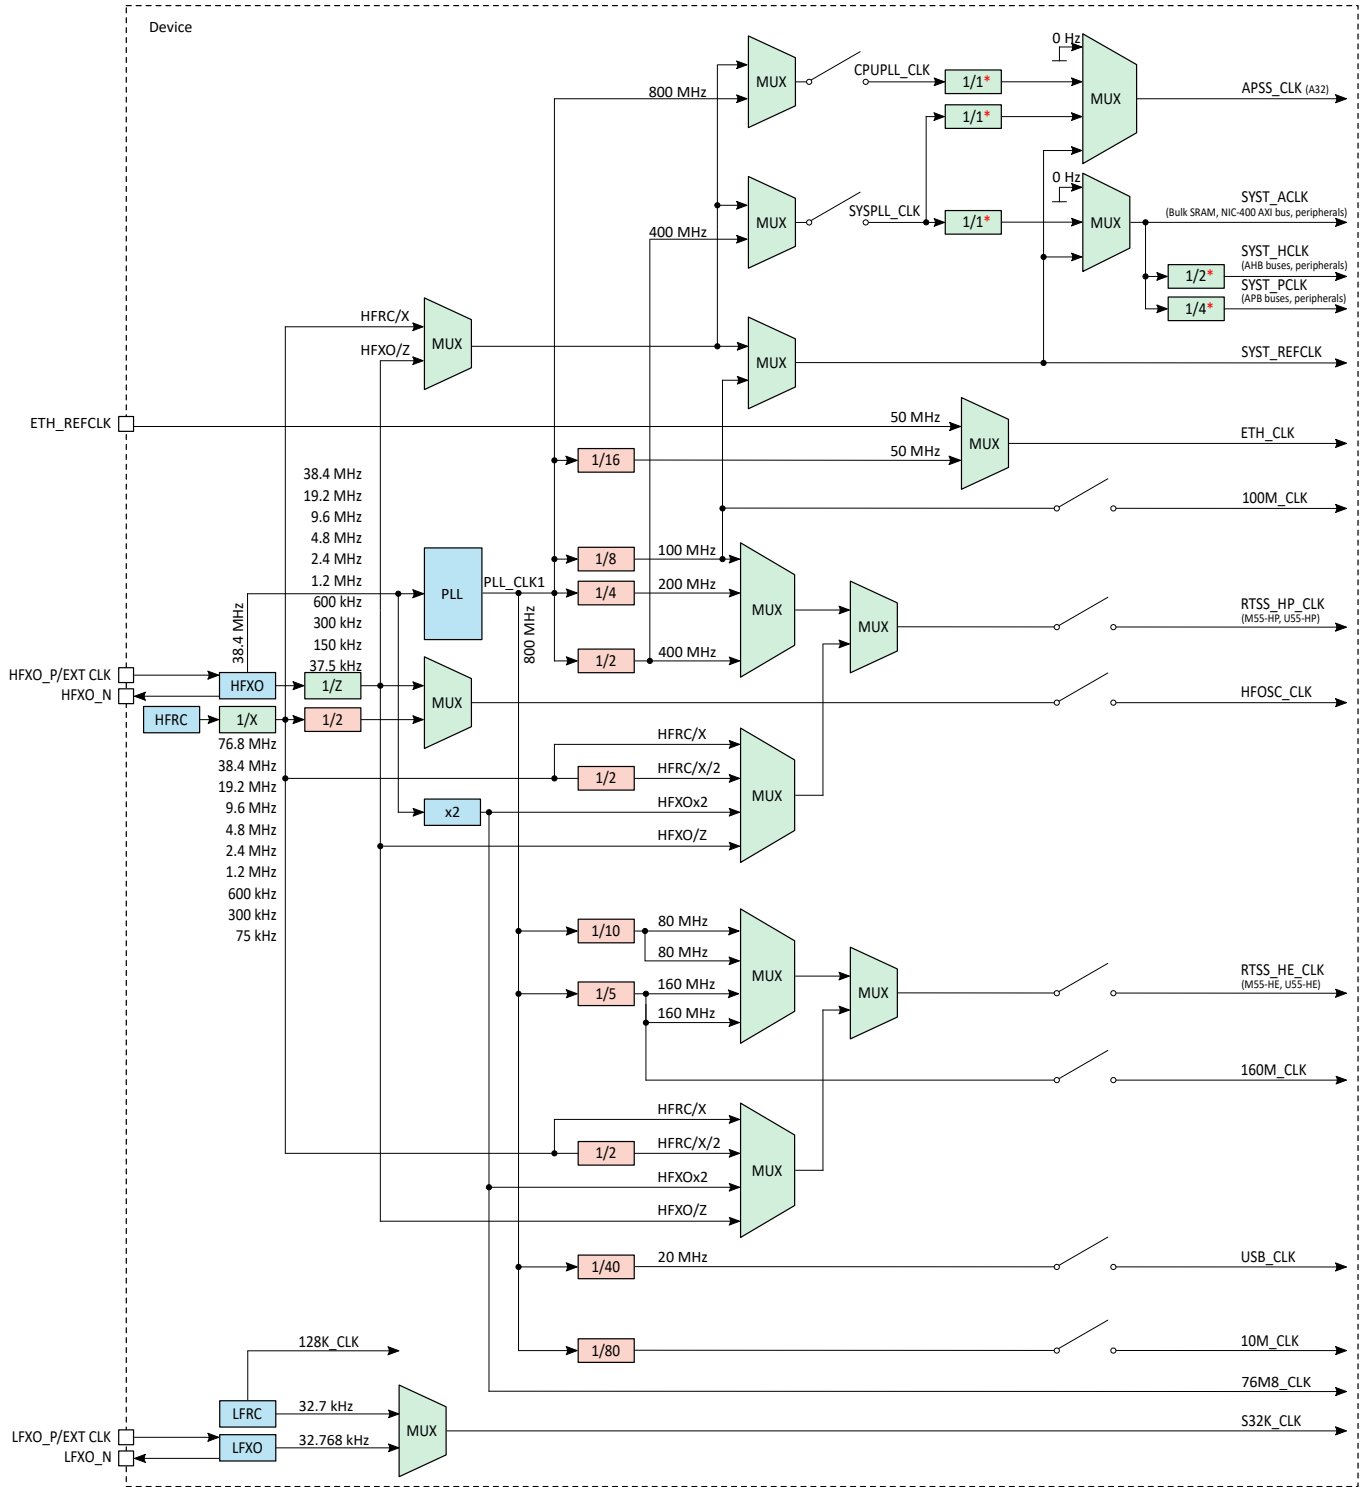 Device
0 Hz
CPUPLL_CLK
1/1*
MUX
800 MHz
MUX
APSS_CLK (A32)
1/1*
0 Hz
SYST_ACLK
(Bulk SRAM, NIC-400 AXI bus, peripherals)
MUX
SYSPLL_CLK
1/1*
MUX
400 MHz
SYST_HCLK
(AHB buses, peripherals)
1/2*
SYST_PCLK
(APB buses, peripherals)
1/4*
HFRC/X
MUX
HFXO/Z
MUX
SYST_REFCLK
ETH_REFCLK
50 MHz
MUX
ETH_CLK
1/16
50 MHz
38.4 MHz
19.2 MHz
9.6 MHz
4.8 MHz
2.4 MHz
1.2 MHz
600 kHz
300 kHz
150 kHz
37.5 kHz
100M_CLK
1/8
100 MHz
PLL
PLL_CLK1
1/4
200 MHz
MUX
800 MHz
1/2
400 MHz
MUX
RTSS_HP_CLK
(M55-HP, U55-HP)
38.4 MHz
HFXO_P/EXT CLK
HFXO_N
HFXO
1/Z
MUX
HFOSC_CLK
HFRC
1/X
1/2
76.8 MHz
38.4 MHz
19.2 MHz
9.6 MHz
4.8 MHz
2.4 MHz
1.2 MHz
600 kHz
300 kHz
75 kHz
HFRC/X
1/2
HFRC/X/2
MUX
x2
HFXOx2
HFXO/Z
1/10
80 MHz
80 MHz
MUX
1/5
160 MHz
160 MHz
MUX
RTSS_HE_CLK
(M55-HE, U55-HE)
160M_CLK
HFRC/X
1/2
HFRC/X/2
MUX
HFXOx2
HFXO/Z
1/40
20 MHz
USB_CLK
128K_CLK
1/80
10M_CLK
76M8_CLK
LFRC
32.7 kHz
MUX
S32K_CLK
LFXO_P/EXT CLK
LFXO_N
LFXO
32.768 kHz